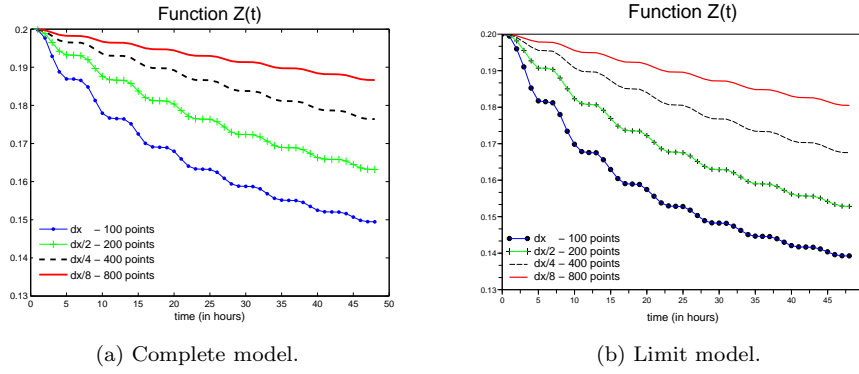 Function Z(t)
0.2
0.19
0.18
0.17
0.16
0.15
0.14
0.13
dx – 100 points
dx/2 – 200 points
dx/4 – 400 points
dx/8 – 800 points
0 5 10 15 20 25 30 35 40 45 50
time (in hours)
(a) Complete model.
Function Z(t)
0.20
0.19
0.18
0.17
0.16
0.15
0.14
0.13
dx – 100 points
dx/2 – 200 points
dx/4 – 400 points
dx/8 – 800 points
0 5 10 15 20 25 30 35 40 45
time (in hours)
(b) Limit model.